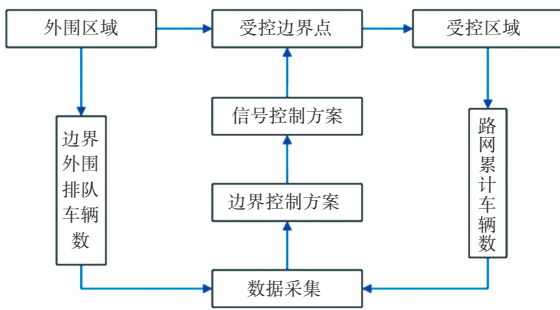 外围区域
受控边界点
受控区域
信号控制方案
边界
外围
排队
车辆
数
路
网
累
计
车
辆
数
边界控制方案
数据采集